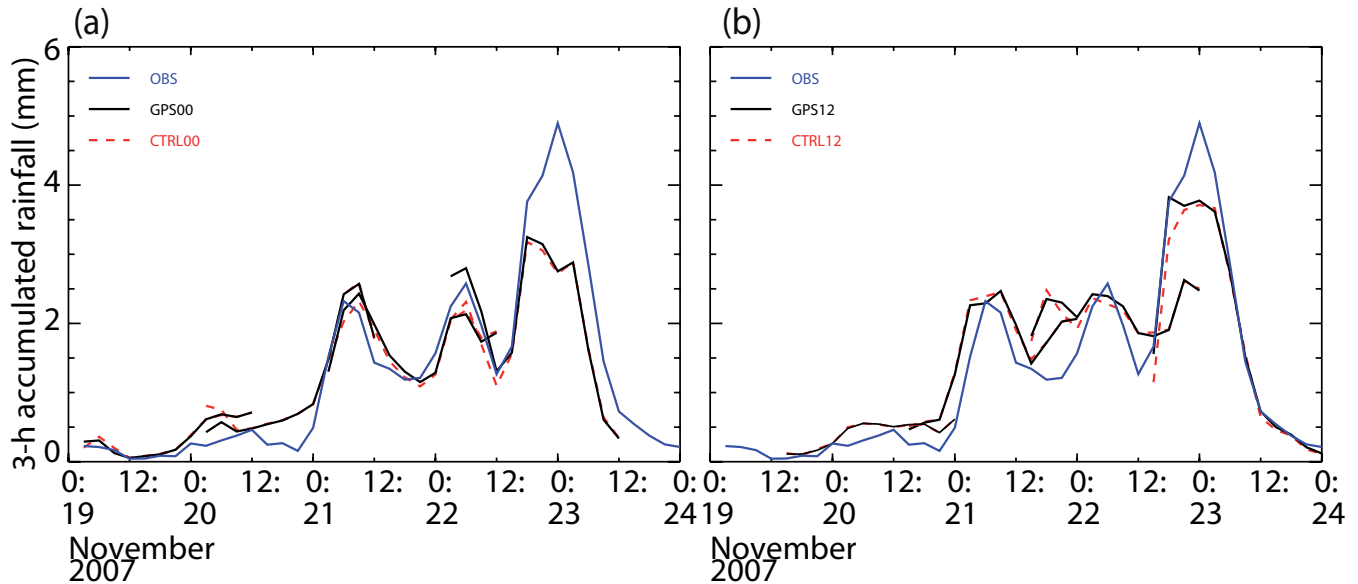 (a)
(b)
3-h accumulated rainfall (mm)
6
4
2
0
OBS
GPS00
CTRL00
OBS
GPS12
CTRL12
0: 12: 0: 12: 0: 12: 0: 12: 0: 12: 0:
19 20 21 22 23 24
November
2007
0: 12: 0: 12: 0: 12: 0: 12: 0: 12: 0:
19 20 21 22 23 24
November
2007